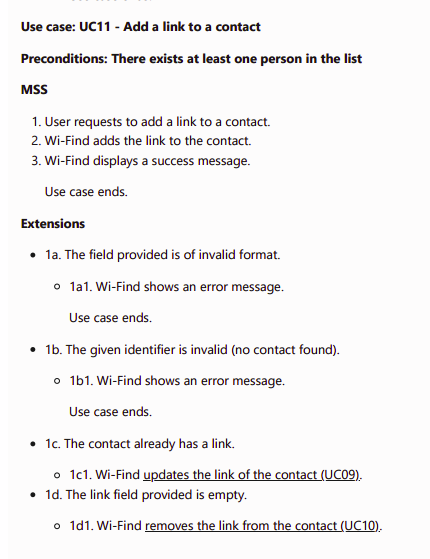 Use case: UC11 - Add a link to a contact
Preconditions: There exists at least one person in the list
MSS
1. User requests to add a link to a contact.
2. Wi-Find adds the link to the contact.
3. Wi-Find displays a success message.
Use case ends.
Extensions
• 1a. The field provided is of invalid format.
◦ 1a1. Wi-Find shows an error message.
Use case ends.
• 1b. The given identifier is invalid (no contact found).
◦ 1b1. Wi-Find shows an error message.
Use case ends.
• 1c. The contact already has a link.
◦ 1c1. Wi-Find updates the link of the contact (UC09).
• 1d. The link field provided is empty.
◦ 1d1. Wi-Find removes the link from the contact (UC10).